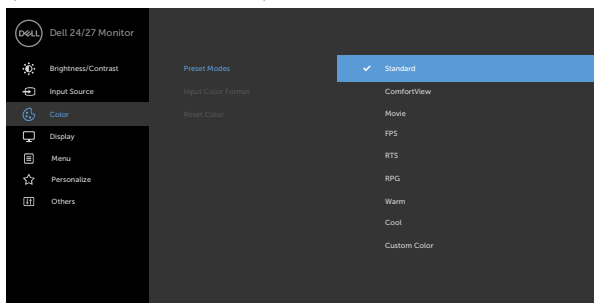 DELL Dell 24/27 Monitor
Brightness/Contrast Preset Modes Standard
Input Source Input Color Format ComfortView
Color Reset Color Movie
Display FPS
Menu RTS
Personalize RPG
Others Warm
Cool
Custom Color